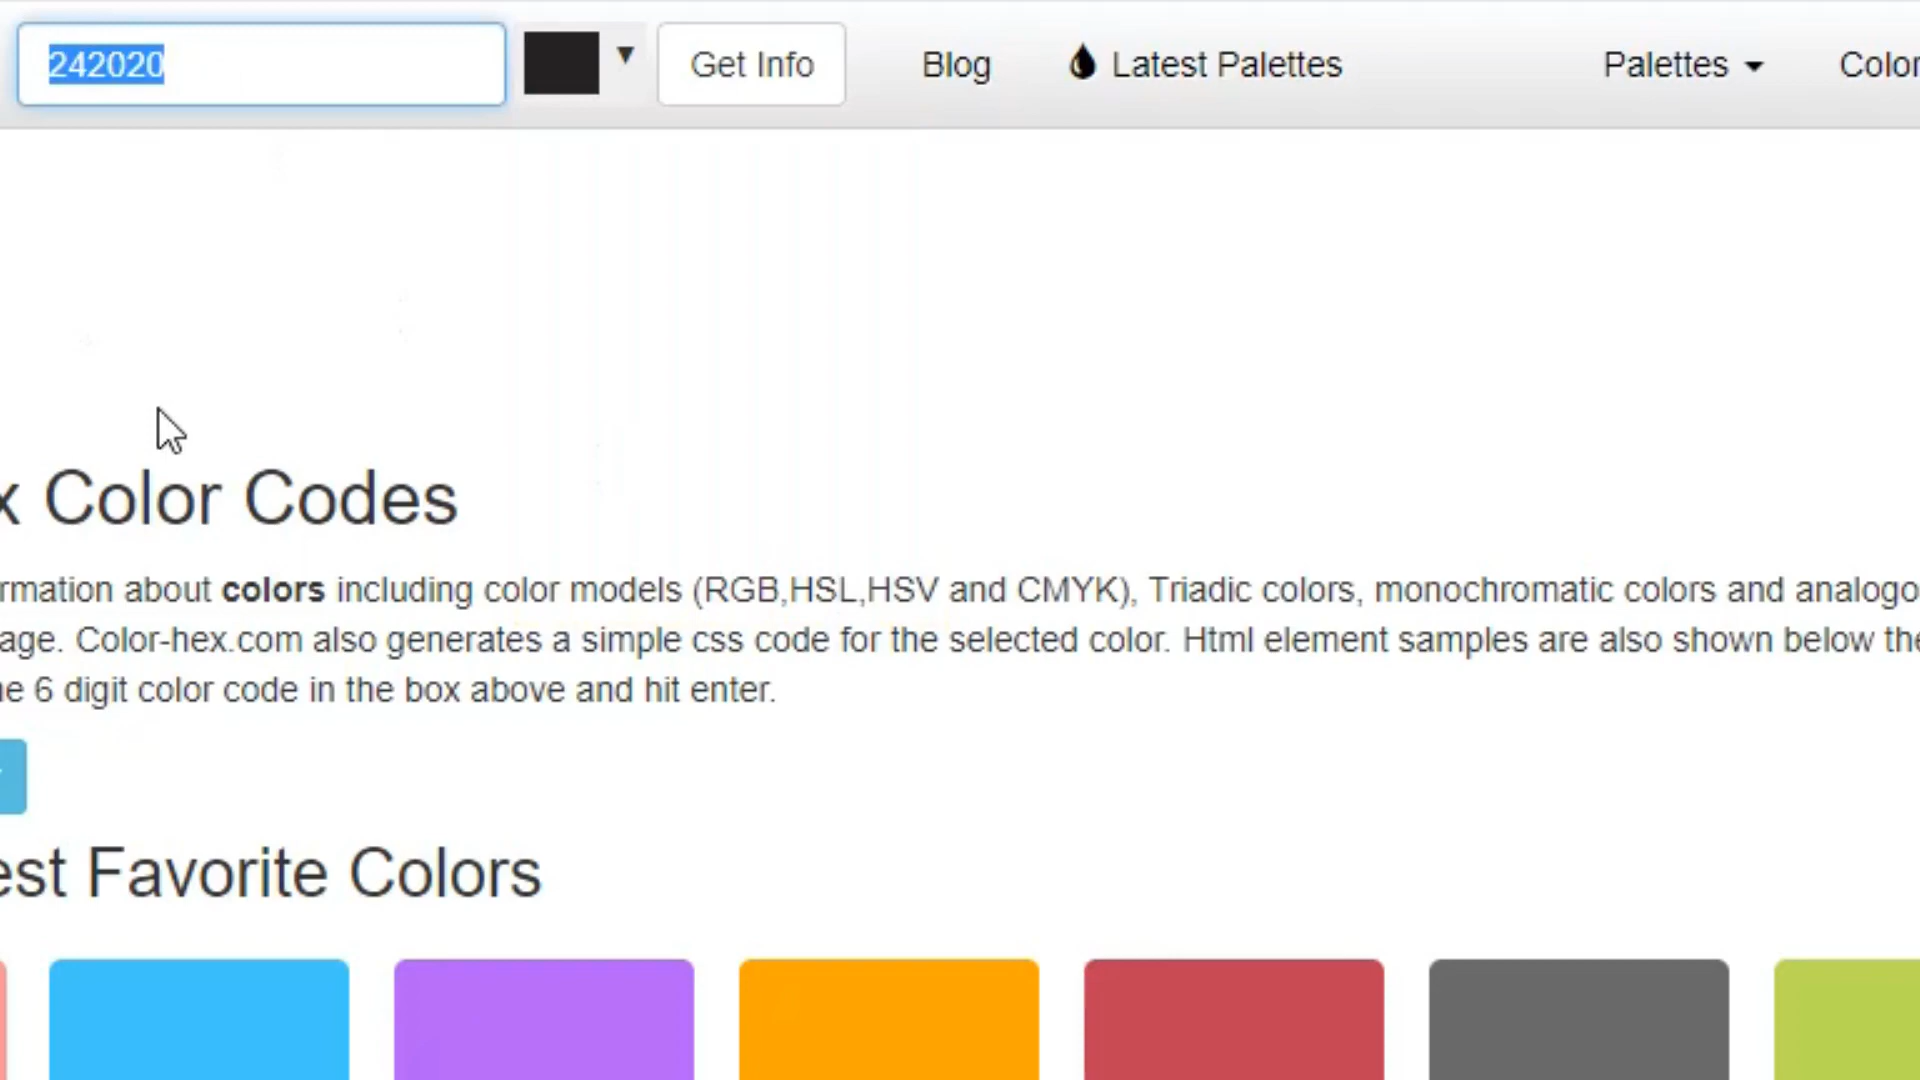 242020
Get Info
Blog
Latest Palettes
Palettes
Color
x Color Codes
rmation about colors including color models (RGB,HSL,HSV and CMYK), Triadic colors, monochromatic colors and analogo
age. Color-hex.com also generates a simple css code for the selected color. Html element samples are also shown below the
ne 6 digit color code in the box above and hit enter.
est Favorite Colors